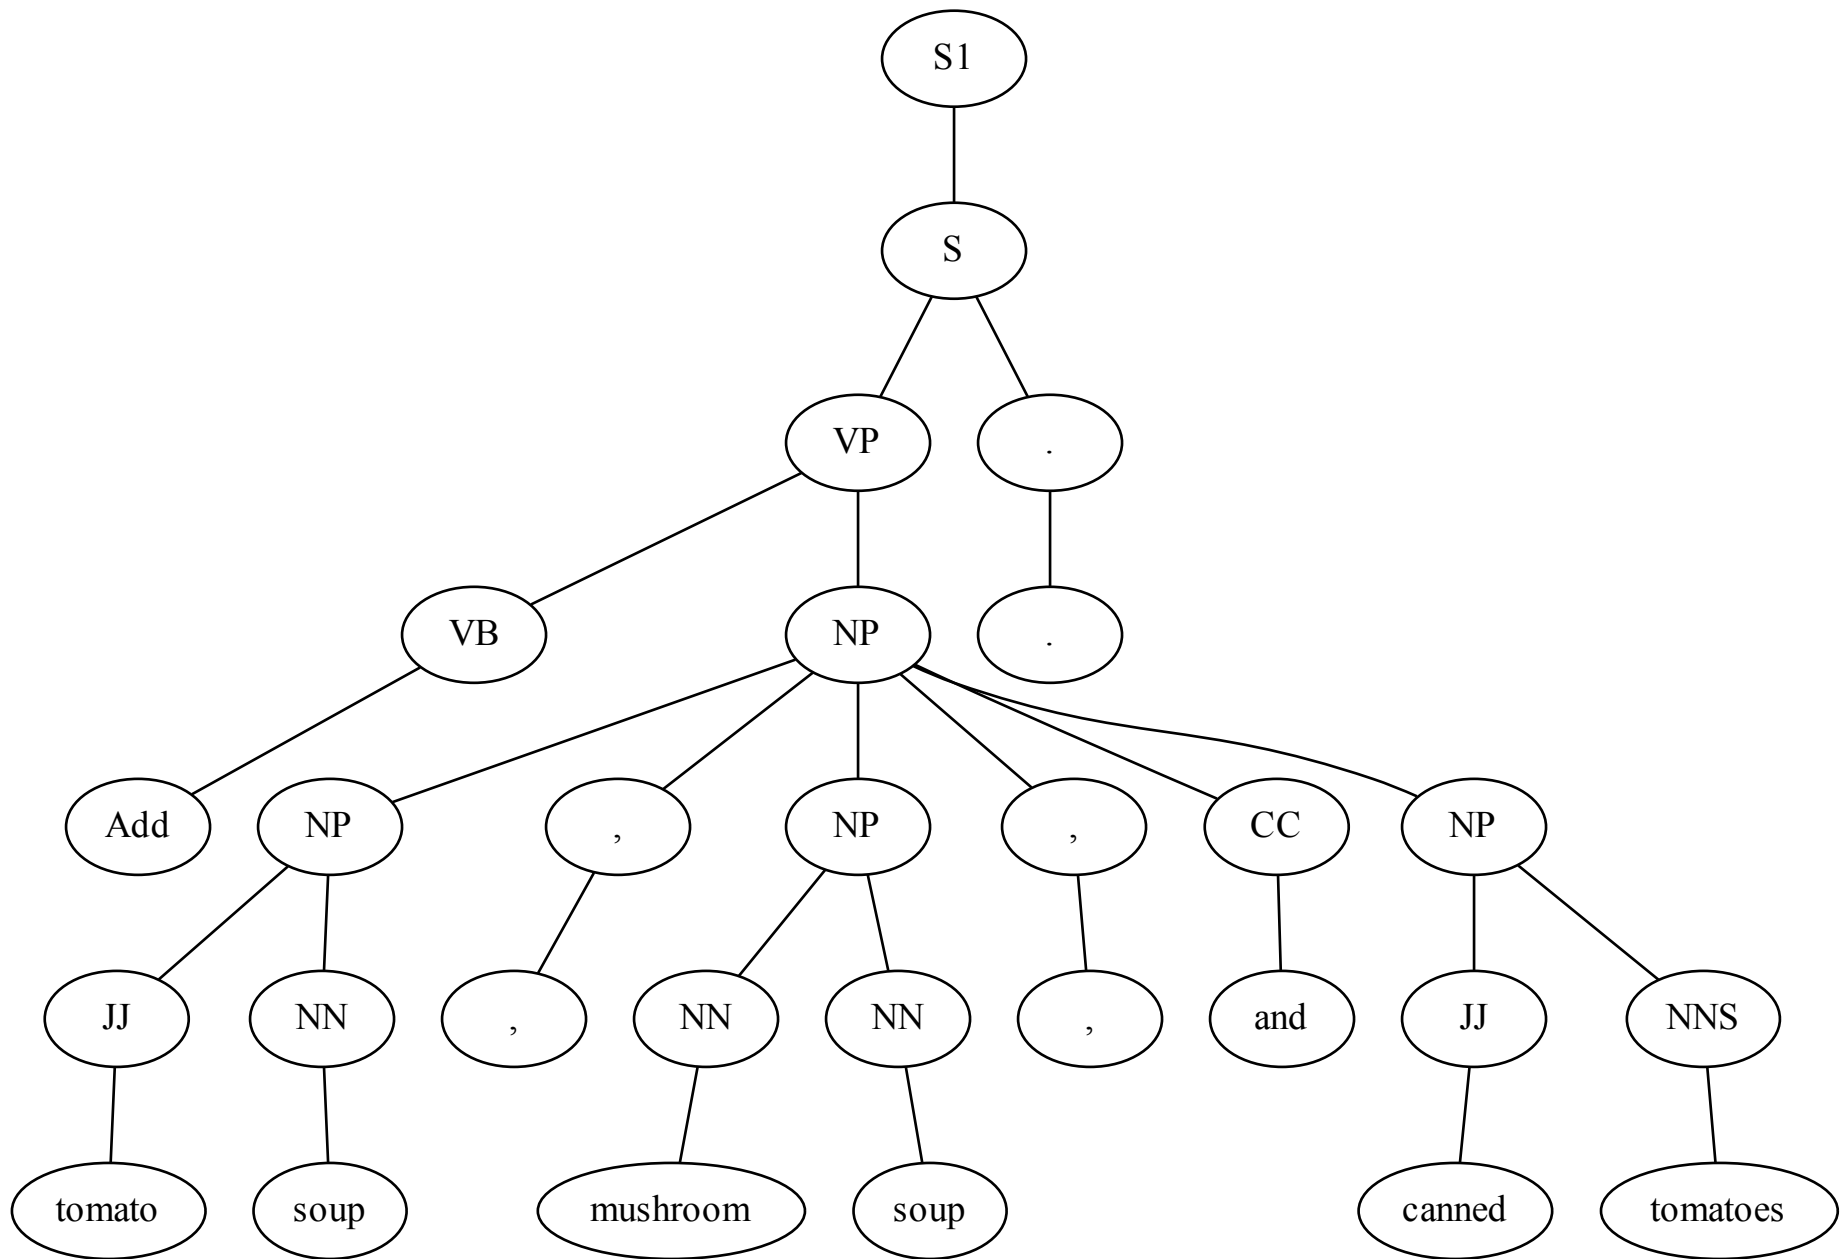 S1
S
VP .
VB NP .
Add NP , NP , CC NP
JJ NN , NN NN , and JJ NNS
tomato soup mushroom soup canned tomatoes